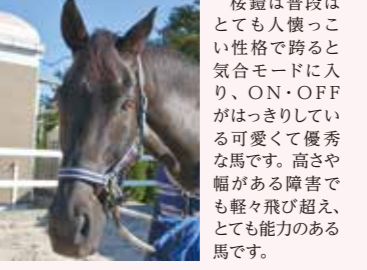 桜鎧は普段は
とても人懐っこ
い性格で跨ると
気合モードに入
り、ON・OFF
がはっきりしてい
る可愛くて優秀
な馬です。高さや
幅がある障害で
も軽々飛び超え、
とても能力のある
馬です。